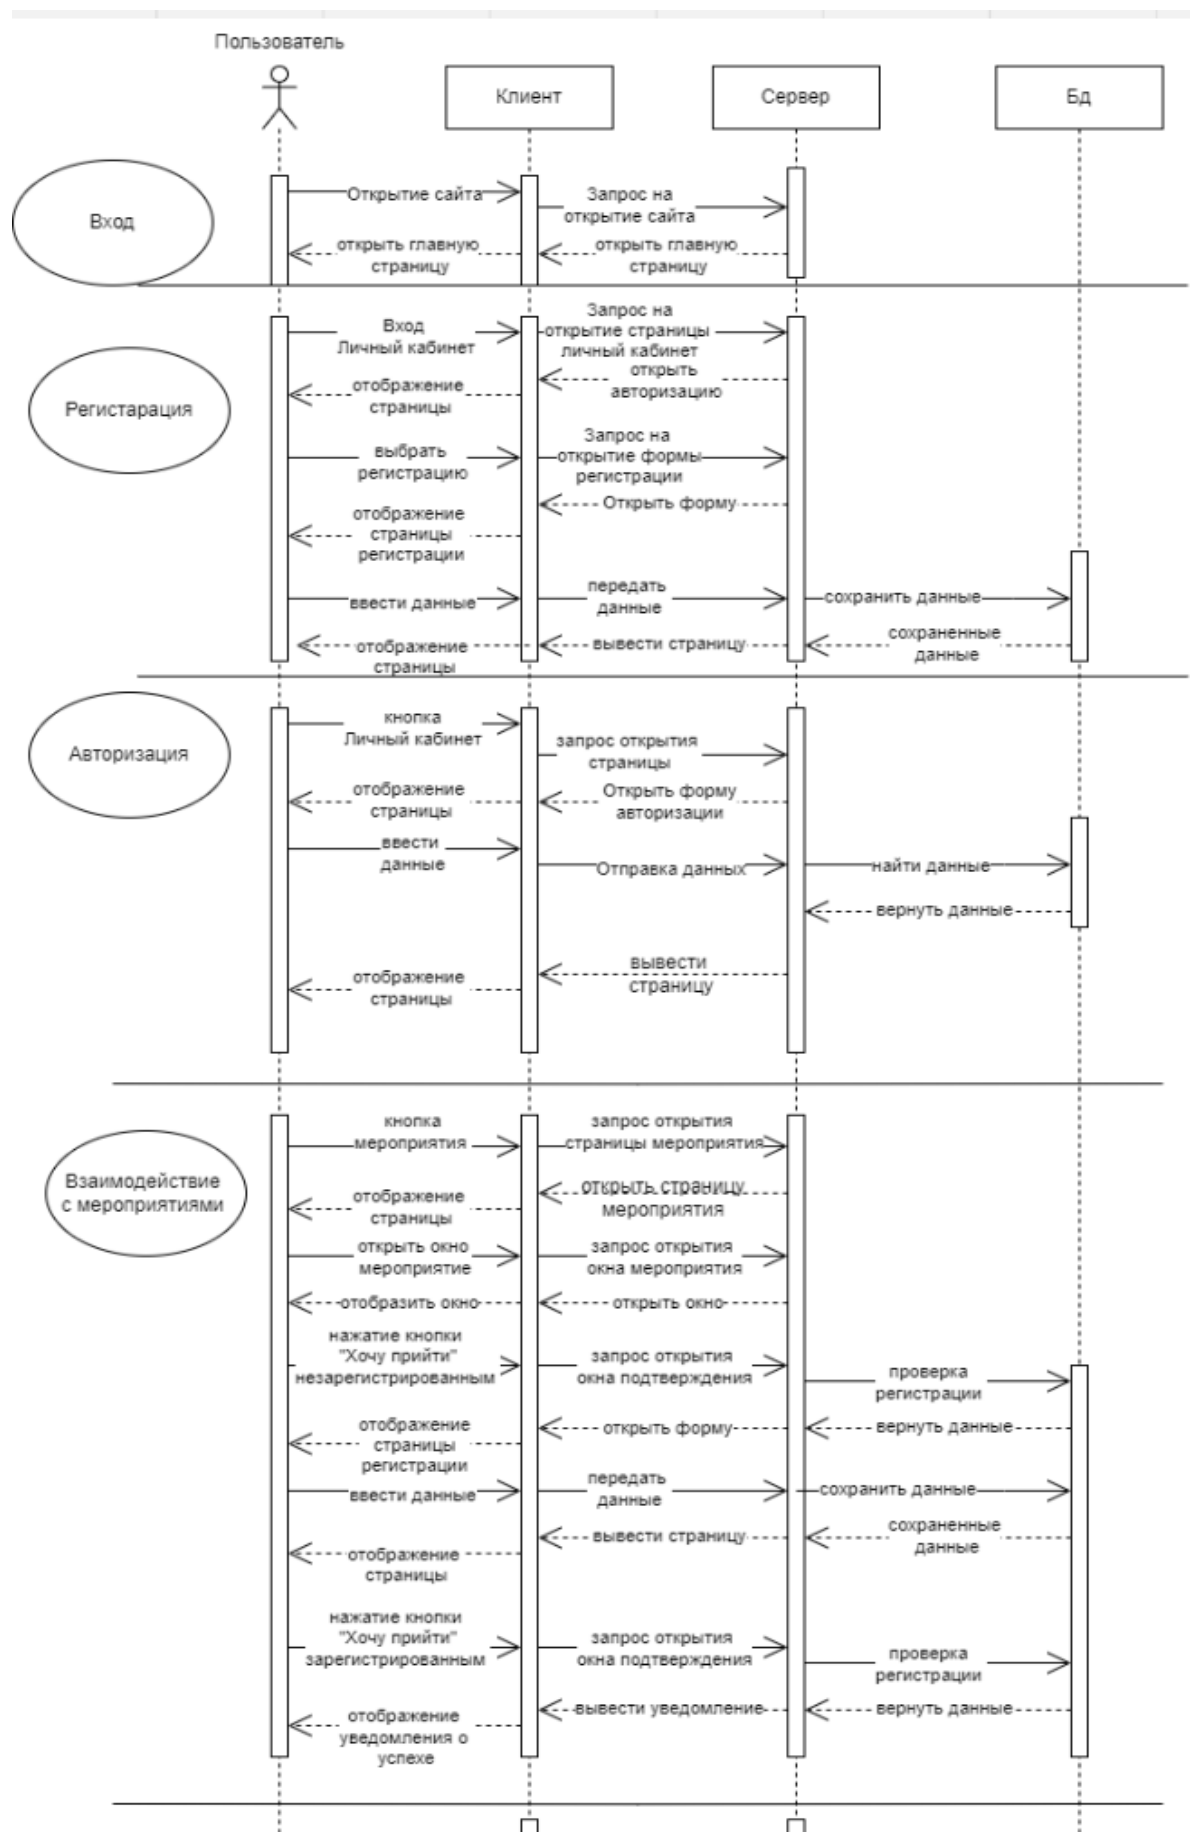 Пользователь
Клиент
Сервер
Бд
Вход
Открытие сайта
Запрос на
открытие сайта
открыть главную
страницу
открыть главную
страницу
Регистарация
Вход
Личный кабинет
Запрос на
открытие страницы
личный кабинет
открыть
авторизацию
отображение
страницы
выбрать
регистрацию
Запрос на
открытие формы
регистрации
Открыть форму
отображение
страницы
регистрации
ввести данные
передать
данные
сохранить данные
сохраненные
данные
вывести страницу
отображение
страницы
Авторизация
кнопка
Личный кабинет
запрос открытия
страницы
Открыть форму
авторизации
отображение
страницы
ввести
данные
Отправка данных
найти данные
вернуть данные
вывести
страницу
отображение
страницы
Взаимодействие
с мероприятиями
кнопка
мероприятия
запрос открытия
страницы мероприятия
открыть страницу
мероприятия
отображение
страницы
открыть окно
мероприятие
запрос открытия
окна мероприятия
открыть окно
отобразить окно
нажатие кнопки
"Хочу прийти"
незарегистрированным
запрос открытия
окна подтверждения
проверка
регистрации
вернуть данные
открыть форму
отображение
страницы
регистрации
ввести данные
передать
данные
сохранить данные
сохраненные
данные
вывести страницу
отображение
страницы
нажатие кнопки
"Хочу прийти"
зарегистрированным
запрос открытия
окна подтверждения
проверка
регистрации
вернуть данные
вывести уведомление
отображение
уведомления о
успехе